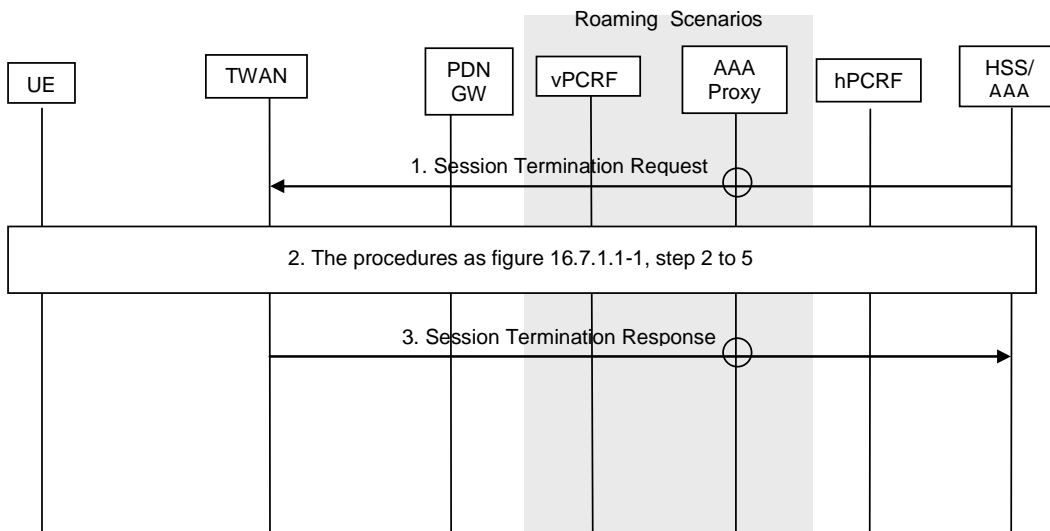 Roaming Scenarios
UE
TWAN
PDN
GW
vPCRF
AAA
Proxy
hPCRF
HSS/
AAA
1. Session Termination Request
2. The procedures as figure 16.7.1.1-1, step 2 to 5
3. Session Termination Response